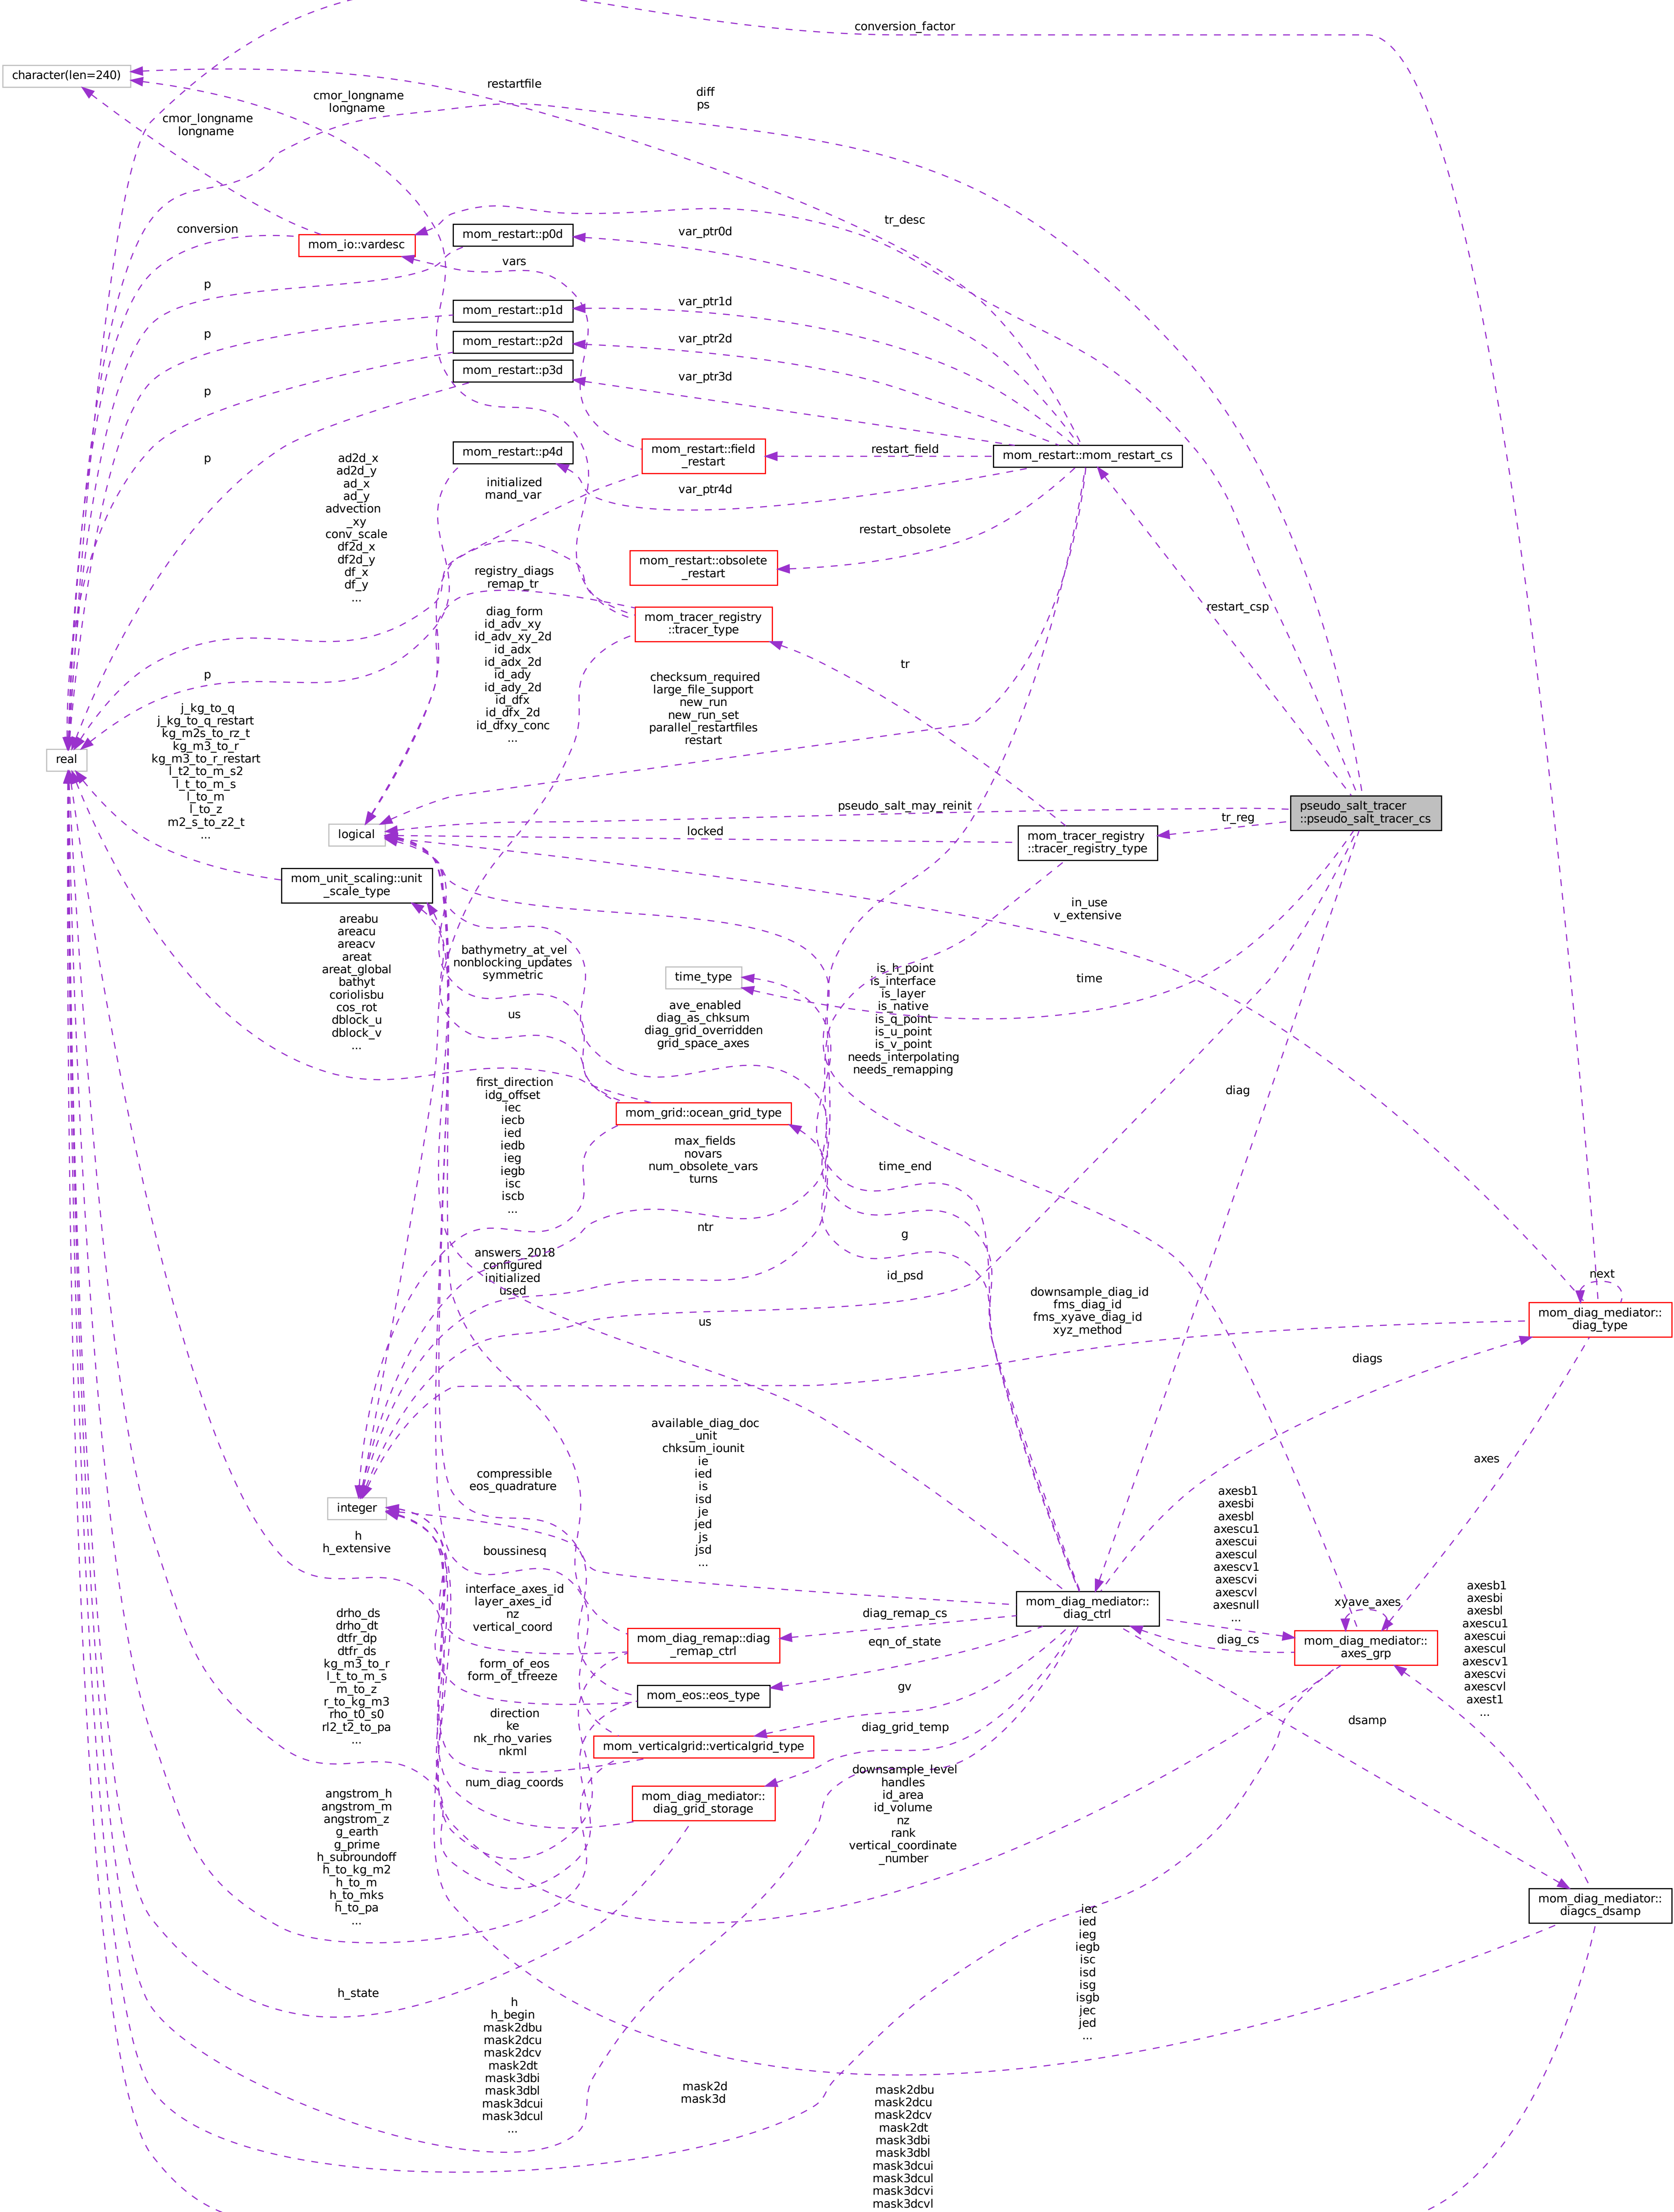 conversion_factor
character(len=240)
restartfile
cmor_longname
longname
diff
ps
cmor_longname
longname
tr_desc
conversion
mom_io::vardesc
mom_restart::p0d
var_ptr0d
vars
p
mom_restart::p1d
var_ptr1d
p
mom_restart::p2d
var_ptr2d
mom_restart::p3d
var_ptr3d
p
mom_restart::p4d
mom_restart::field
_restart
restart_field
mom_restart::mom_restart_cs
p
ad2d_x
ad2d_y
ad_x
ad_y
advection
_xy
conv_scale
df2d_x
df2d_y
df_x
df_y
...
initialized
mand_var
var_ptr4d
restart_obsolete
mom_restart::obsolete
_restart
registry_diags
remap_tr
restart_csp
diag_form
id_adv_xy
id_adv_xy_2d
id_adx
id_adx_2d
id_ady
id_ady_2d
id_dfx
id_dfx_2d
id_dfxy_conc
...
mom_tracer_registry
::tracer_type
tr
p
checksum_required
large_file_support
new_run
new_run_set
parallel_restartfiles
restart
j_kg_to_q
j_kg_to_q_restart
kg_m2s_to_rz_t
kg_m3_to_r
kg_m3_to_r_restart
l_t2_to_m_s2
l_t_to_m_s
l_to_m
l_to_z
m2_s_to_z2_t
...
real
pseudo_salt_may_reinit
pseudo_salt_tracer
::pseudo_salt_tracer_cs
tr_reg
logical
locked
mom_tracer_registry
::tracer_registry_type
mom_unit_scaling::unit
_scale_type
in_use
v_extensive
areabu
areacu
areacv
areat
areat_global
bathyt
coriolisbu
cos_rot
dblock_u
dblock_v
...
bathymetry_at_vel
nonblocking_updates
symmetric
time_type
time
is_h_point
is_interface
is_layer
is_native
is_q_point
is_u_point
is_v_point
needs_interpolating
needs_remapping
us
ave_enabled
diag_as_chksum
diag_grid_overridden
grid_space_axes
diag
first_direction
idg_offset
iec
iecb
ied
iedb
ieg
iegb
isc
iscb
...
mom_grid::ocean_grid_type
max_fields
novars
num_obsolete_vars
turns
time_end
ntr
g
answers_2018
configured
initialized
used
id_psd
next
downsample_diag_id
fms_diag_id
fms_xyave_diag_id
xyz_method
mom_diag_mediator::
diag_type
us
diags
available_diag_doc
_unit
chksum_iounit
ie
ied
is
isd
je
jed
js
jsd
...
axes
compressible
eos_quadrature
integer
axesb1
axesbi
axesbl
axescu1
axescui
axescul
axescv1
axescvi
axescvl
axesnull
...
h
h_extensive
boussinesq
interface_axes_id
layer_axes_id
nz
vertical_coord
mom_diag_mediator::
diag_ctrl
xyave_axes
axesb1
axesbi
axesbl
axescu1
axescui
axescul
axescv1
axescvi
axescvl
axest1
...
diag_remap_cs
mom_diag_remap::diag
_remap_ctrl
diag_cs
mom_diag_mediator::
axes_grp
eqn_of_state
drho_ds
drho_dt
dtfr_dp
dtfr_ds
kg_m3_to_r
l_t_to_m_s
m_to_z
r_to_kg_m3
rho_t0_s0
rl2_t2_to_pa
...
form_of_eos
form_of_tfreeze
mom_eos::eos_type
gv
direction
ke
nk_rho_varies
nkml
mom_verticalgrid::verticalgrid_type
diag_grid_temp
dsamp
num_diag_coords
mom_diag_mediator::
diag_grid_storage
downsample_level
handles
id_area
id_volume
nz
rank
vertical_coordinate
_number
angstrom_h
angstrom_m
angstrom_z
g_earth
g_prime
h_subroundoff
h_to_kg_m2
h_to_m
h_to_mks
h_to_pa
...
mom_diag_mediator::
diagcs_dsamp
iec
ied
ieg
iegb
isc
isd
isg
isgb
jec
jed
...
h_state
h
h_begin
mask2dbu
mask2dcu
mask2dcv
mask2dt
mask3dbi
mask3dbl
mask3dcui
mask3dcul
...
mask2d
mask3d
mask2dbu
mask2dcu
mask2dcv
mask2dt
mask3dbi
mask3dbl
mask3dcui
mask3dcul
mask3dcvi
mask3dcvl